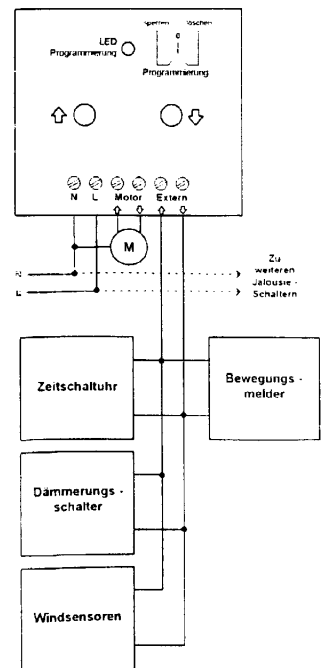 sperren löschen
LED
Programmierung
0
I
Programmierung
N L Motor Extern
M
N
L
Zu
weiteren
Jalousie-
Schaltern
Zeitschaltuhr
Bewegungs-
melder
Dämmerungs-
schalter
Windsensoren